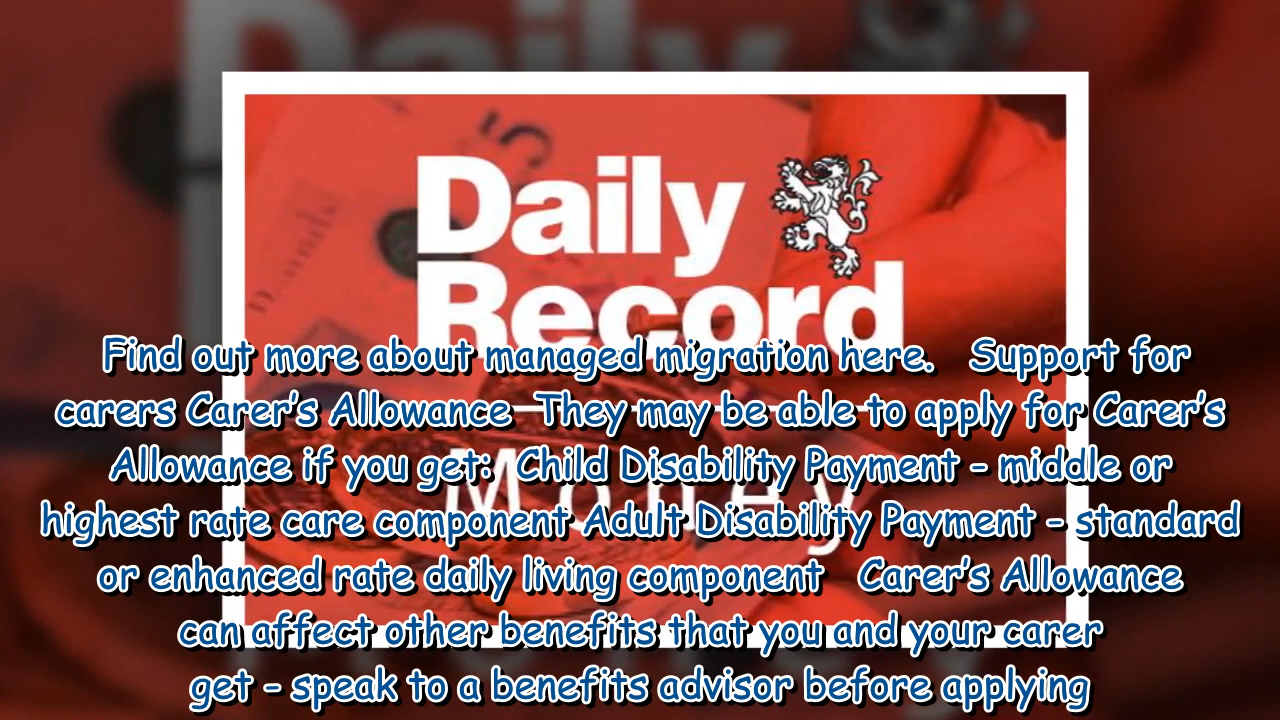 Daily
Daily
Record
Find out more about managed migration here. Support for
carers Carer's Allowance They may be able to apply for Carer's
Allowance if you get: Child Disability Payment – middle or
Money
highest rate care component Adult Disability Payment – standard
or enhanced rate daily living component Carer's Allowance
can affect other benefits that you and your carer
get – speak to a benefits advisor before applying